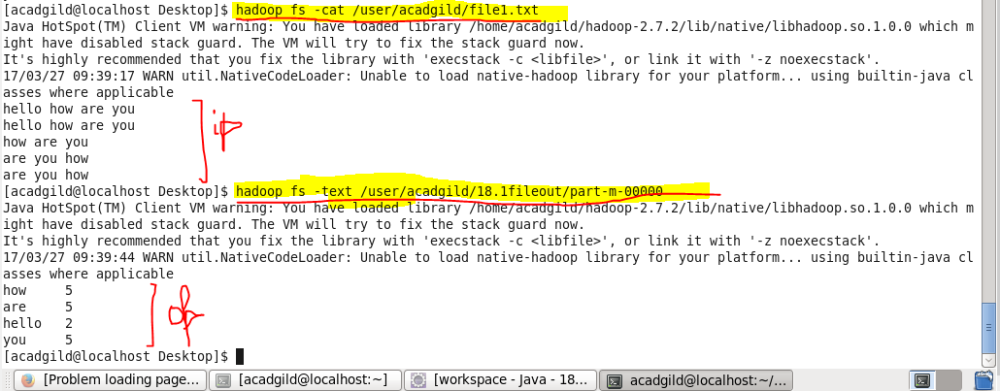 [acadgild@localhost Desktop]$ hadoop fs -cat /user/acadgild/file1.txt
Java HotSpot(TM) Client VM warning: You have loaded library /home/acadgild/hadoop-2.7.2/lib/native/libhadoop.so.1.0.0 which m
ight have disabled stack guard. The VM will try to fix the stack guard now.
It's highly recommended that you fix the library with 'execstack -c <libfile>', or link it with '-z noexecstack'.
17/03/27 09:39:17 WARN util.NativeCodeLoader: Unable to load native-hadoop library for your platform... using builtin-java cl
asses where applicable
hello how are you
hello how are you
how are you
are you how
are you how
ip
[acadgild@localhost Desktop]$ hadoop fs -text /user/acadgild/18.1fileout/part-m-00000
Java HotSpot(TM) Client VM warning: You have loaded library /home/acadgild/hadoop-2.7.2/lib/native/libhadoop.so.1.0.0 which m
ight have disabled stack guard. The VM will try to fix the stack guard now.
It's highly recommended that you fix the library with 'execstack -c <libfile>', or link it with '-z noexecstack'.
17/03/27 09:39:44 WARN util.NativeCodeLoader: Unable to load native-hadoop library for your platform... using builtin-java cl
asses where applicable
how 5
are 5
hello 2
you 5
op
[acadgild@localhost Desktop]$
[Problem loading page... [acadgild@localhost:~] [workspace - Java - 18... acadgild@localhost:~/...